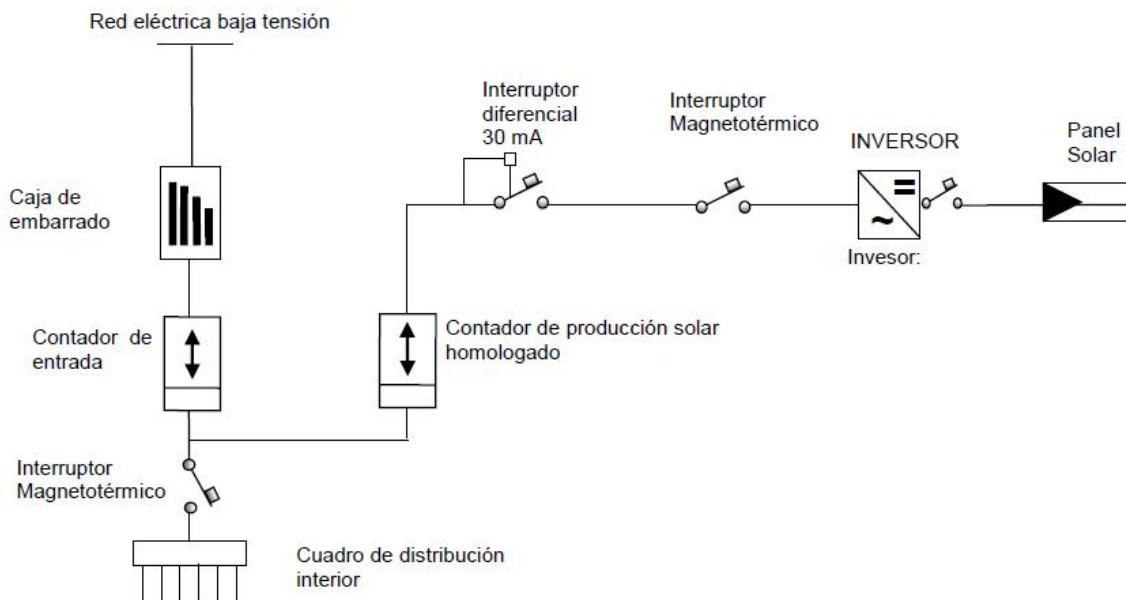 Red eléctrica baja tensión
Interruptor
diferencial
30 mA
Interruptor
Magnetotérmico
INVERSOR
Panel
Solar
Caja de
embarrado
Invesor:
Contador de
entrada
Contador de producción solar
homologado
Interruptor
Magnetotérmico
Cuadro de distribución
interior